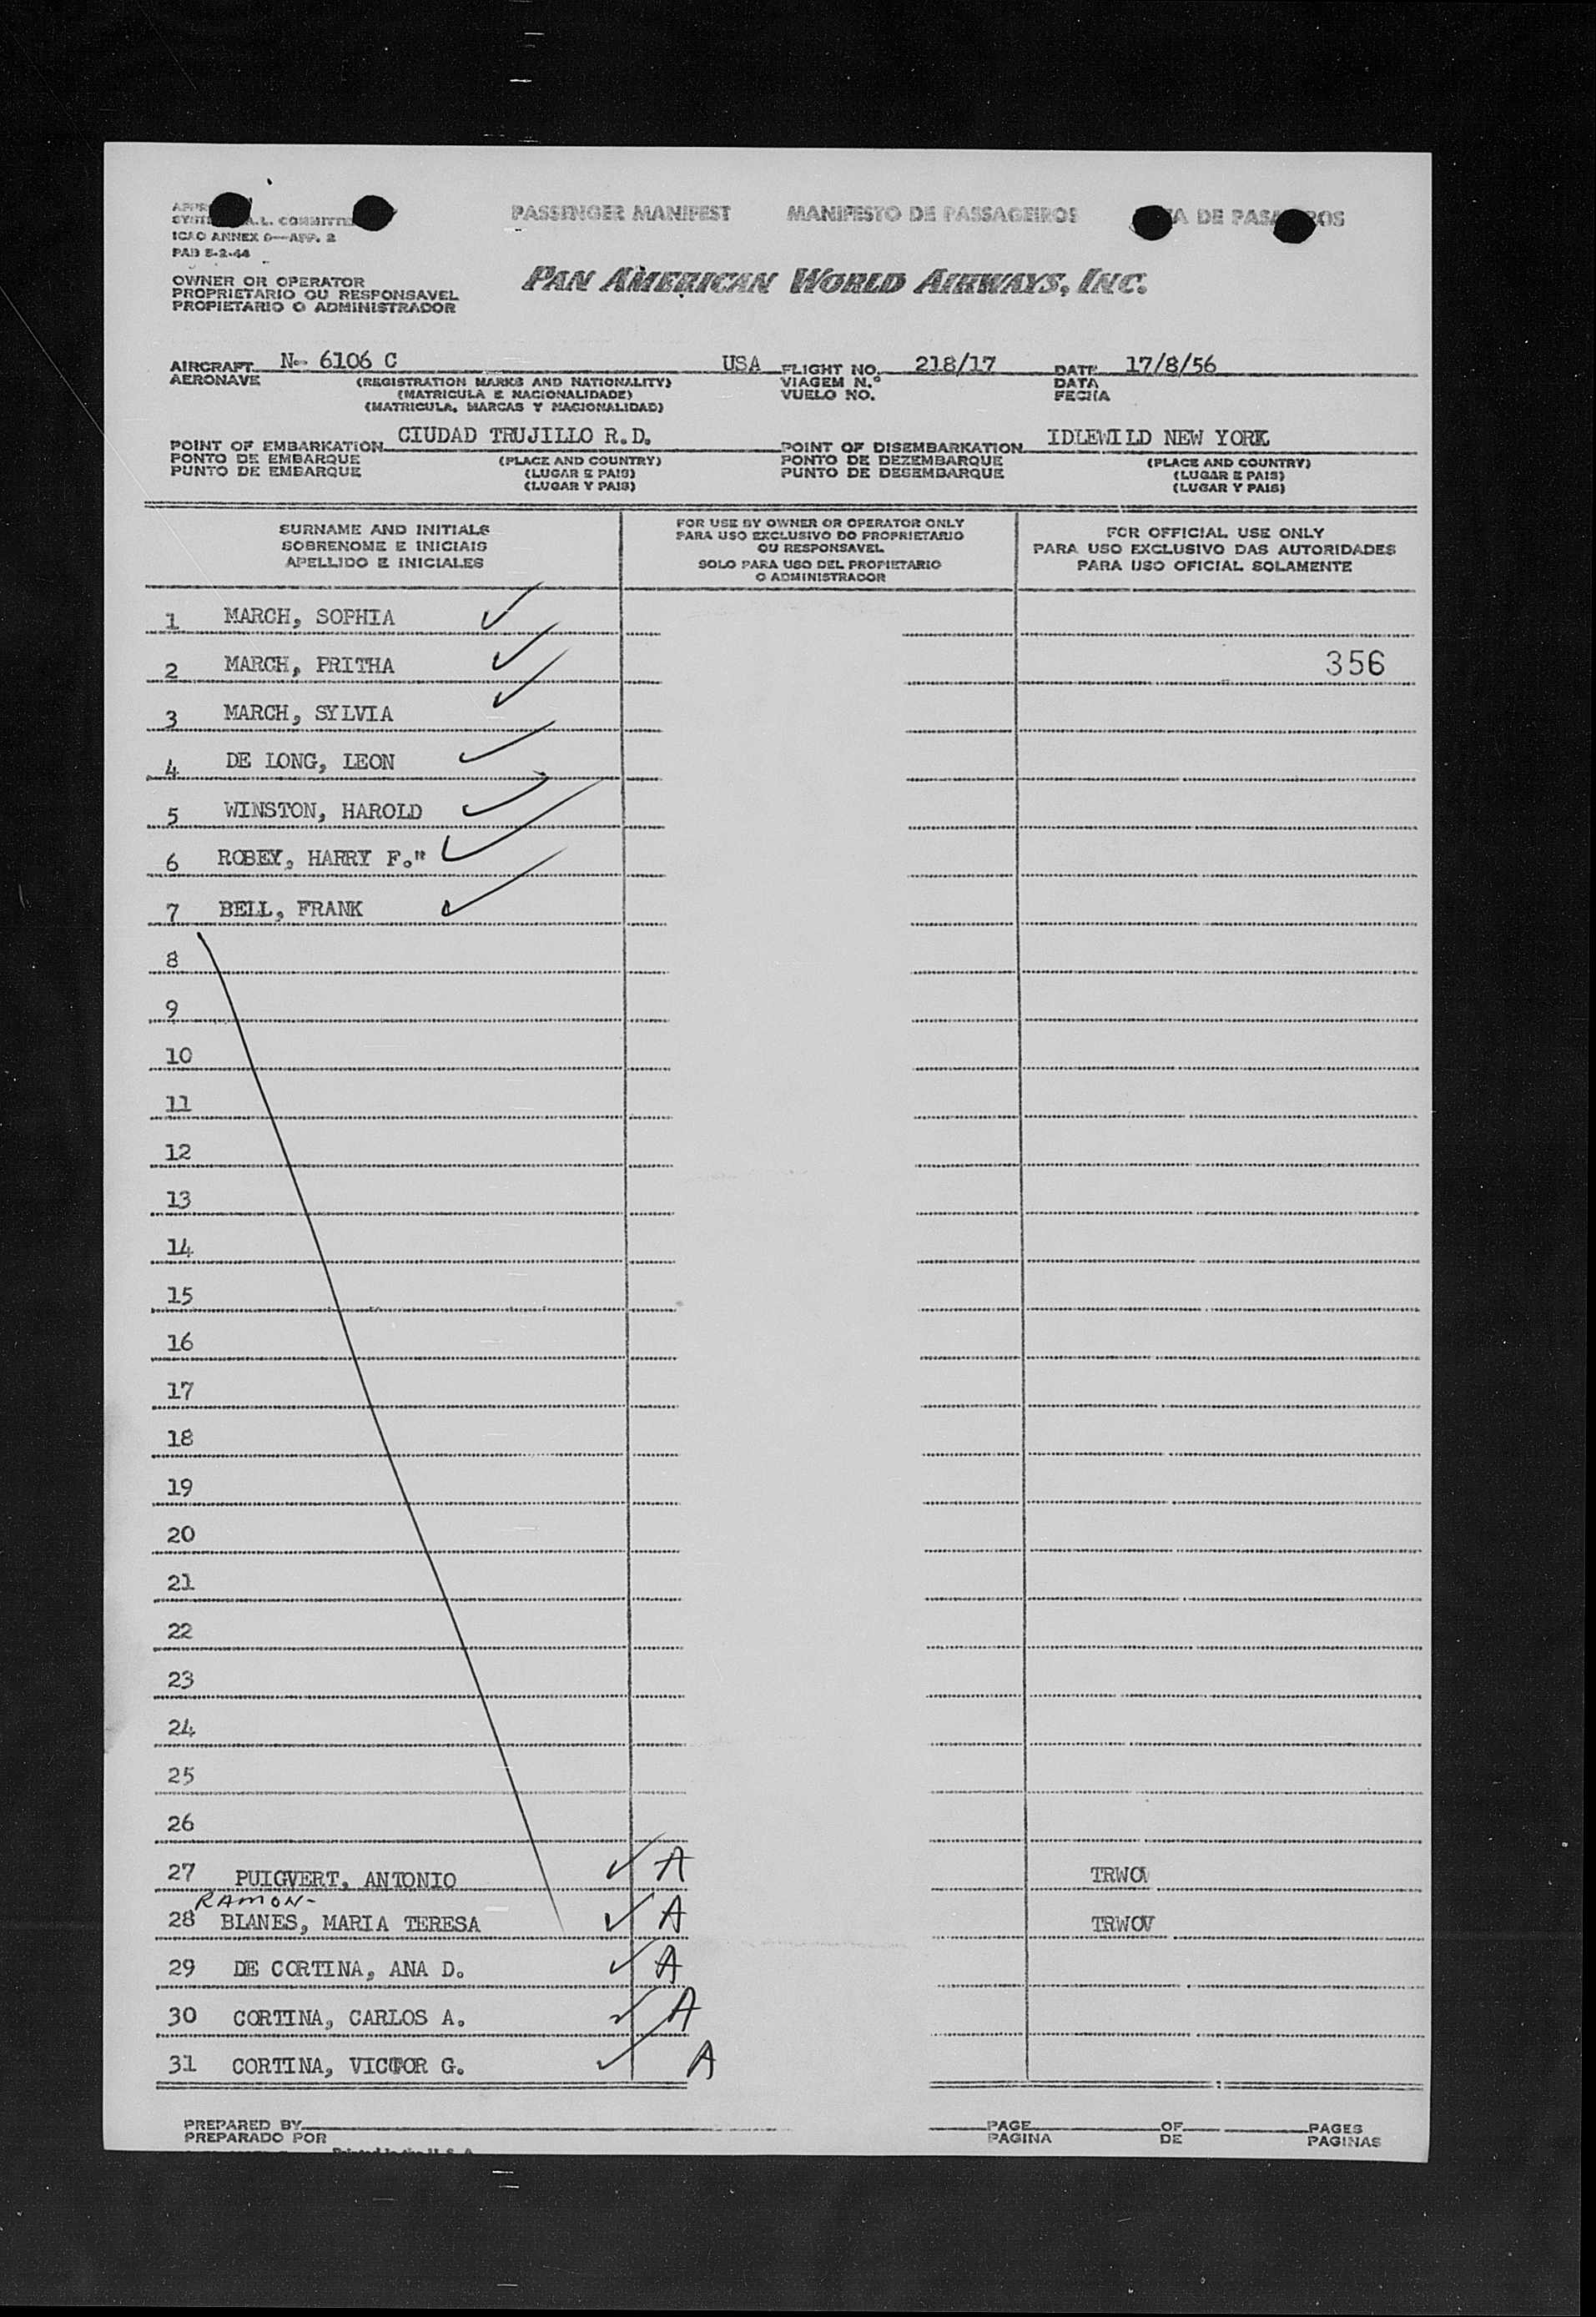 PASSENGER MANIFEST MANIFESTO DE PASSAGEIROS DE
A.L. COMMITTEE
ICAO ANNEX 9—APP. 2
PAB 5-2-44
OWNER OR OPERATOR
PROPRIETARIO OU RESPONSAVEL
PROPIETARIO O ADMINISTRADOR
PAN AMERICAN WORLD AIRWAYS, INC.
AIRCRAFT N- 6106 C USA FLIGHT NO. 218/17 DATE 17/8/56
AERONAVE (REGISTRATION MARKS AND NATIONALITY) VIAGEM N.º DATA
(MATRICULA E NACIONALIDADE) VUELO NO. FECHA
(MATRICULA, MARCAS Y NACIONALIDAD)
POINT OF EMBARKATION CIUDAD TRUJILLO R.D. POINT OF DISEMBARKATION IDLEWILD NEW YORK
PONTO DE EMBARQUE (PLACE AND COUNTRY) PONTO DE DEZEMBARQUE (PLACE AND COUNTRY)
PUNTO DE EMBARQUE (LUGAR E PAIS) PUNTO DE DESEMBARQUE (LUGAR E PAIS)
(LUGAR Y PAIS) (LUGAR Y PAIS)
SURNAME AND INITIALS
SOBRENOME E INICIAIS
APELLIDO E INICIALES
FOR USE BY OWNER OR OPERATOR ONLY
PARA USO EXCLUSIVO DO PROPRIETARIO
OU RESPONSAVEL
SOLO PARA USO DEL PROPIETARIO
O ADMINISTRADOR
FOR OFFICIAL USE ONLY
PARA USO EXCLUSIVO DAS AUTORIDADES
PARA USO OFICIAL SOLAMENTE
1 MARCH, SOPHIA ✓
2 MARCH, PRITHA ✓ 356
3 MARCH, SYLVIA ✓
4 DE LONG, LEON ✓
5 WINSTON, HAROLD ✓
6 ROBEY, HARRY F." ✓
7 BELL, FRANK ✓
8
9
10
11
12
13
14
15
16
17
18
19
20
21
22
23
24
25
26
27 PUIGVERT, ANTONIO ✓ A TRWOV
RAMON-
28 BLANES, MARIA TERESA ✓ A TRWOV
29 DE CORTINA, ANA D. ✓ A
30 CORTINA, CARLOS A. ✓ A
31 CORTINA, VICTOR G. ✓ A
PREPARED BY PAGE OF PAGES
PREPARADO POR PAGINA DE PAGINAS